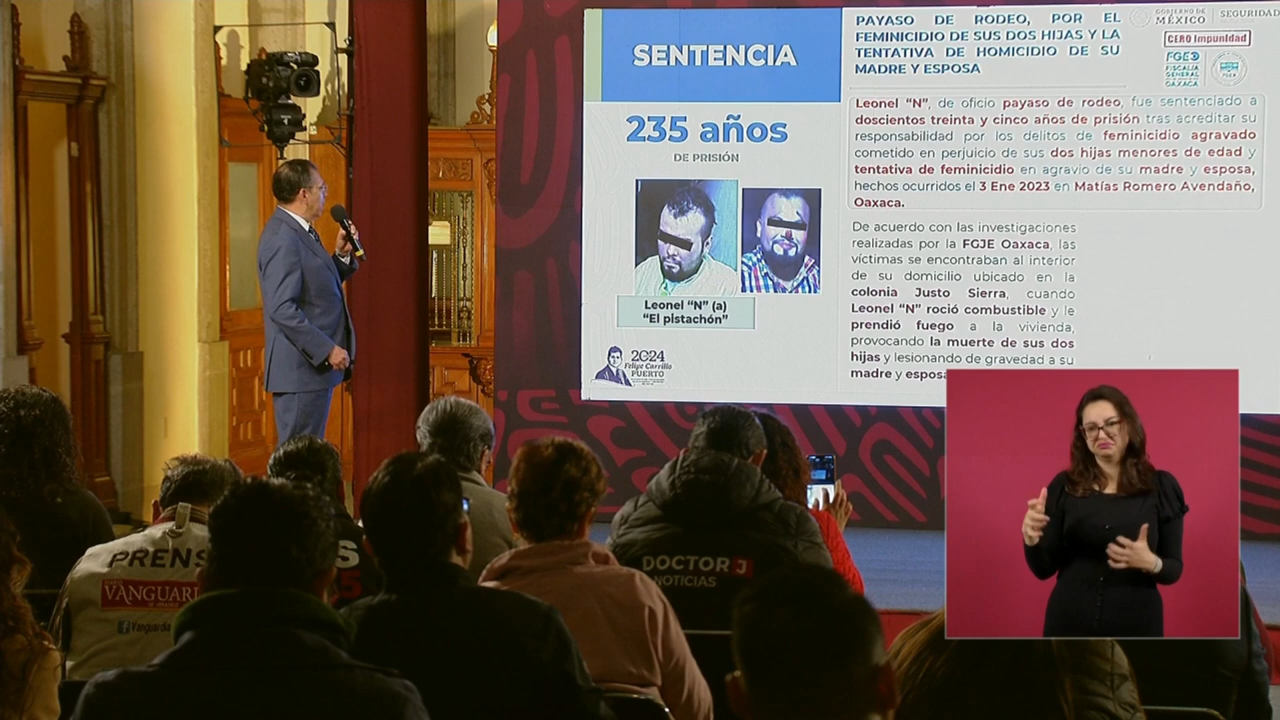 SENTENCIA
235 años
DE PRISIÓN
Leonel “N” (a)
“El pistachón”
2024
Felipe Carrillo
PUERTO
PAYASO DE RODEO, POR EL
FEMINICIDIO DE SUS DOS HIJAS Y LA
TENTATIVA DE HOMICIDIO DE SU
MADRE Y ESPOSA
GOBIERNO DE
MÉXICO
SEGURIDAD
CERO Impunidad
FGEO
FISCALÍA
GENERAL
OAXACA
Leonel “N”, de oficio payaso de rodeo, fue sentenciado a
doscientos treinta y cinco años de prisión tras acreditar su
responsabilidad por los delitos de feminicidio agravado
cometido en perjuicio de sus dos hijas menores de edad y
tentativa de feminicidio en agravio de su madre y esposa,
hechos ocurridos el 3 Ene 2023 en Matías Romero Avendaño,
Oaxaca.
De acuerdo con las investigaciones
realizadas por la FGJE Oaxaca, las
víctimas se encontraban al interior
de su domicilio ubicado en la
colonia Justo Sierra, cuando
Leonel “N” roció combustible y le
prendió fuego a la vivienda,
provocando la muerte de sus dos
hijas y lesionando de gravedad a su
madre y esposa
PRENS
VANGUAR
Vanguardia
DOCTOR J
NOTICIAS